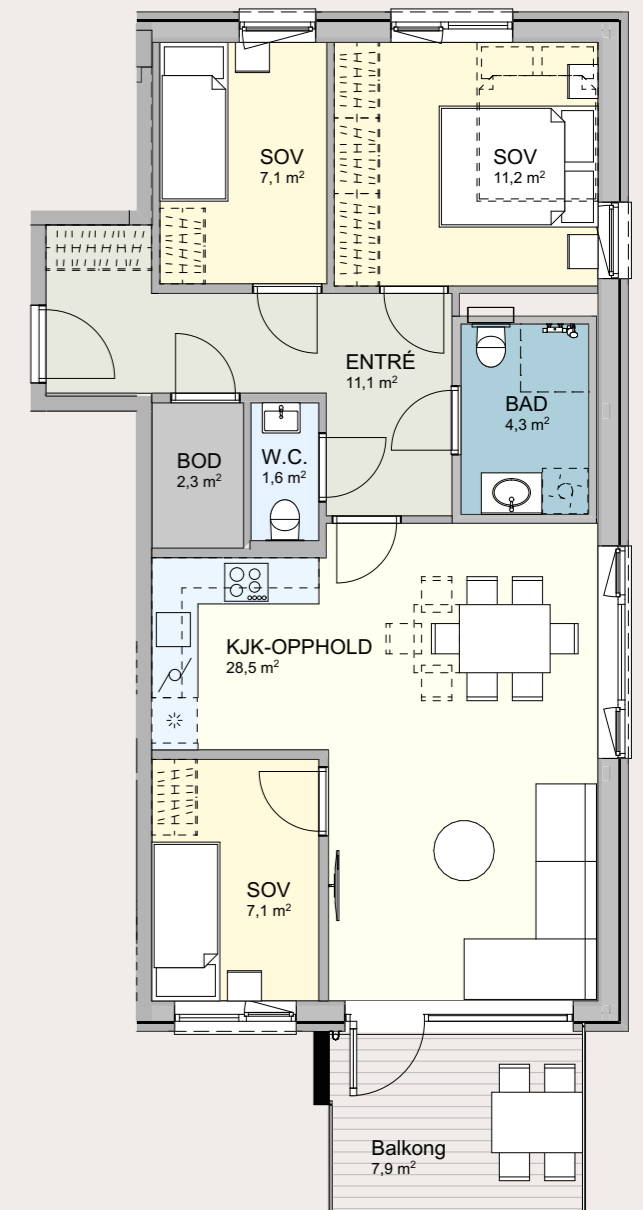 SOV
7,1 m²
SOV
11,2 m²
ENTRÉ
11,1 m²
BAD
4,3 m²
BOD
2,3 m²
W.C.
1,6 m²
KJK-OPPHOLD
28,5 m²
SOV
7,1 m²
Balkong
7,9 m²